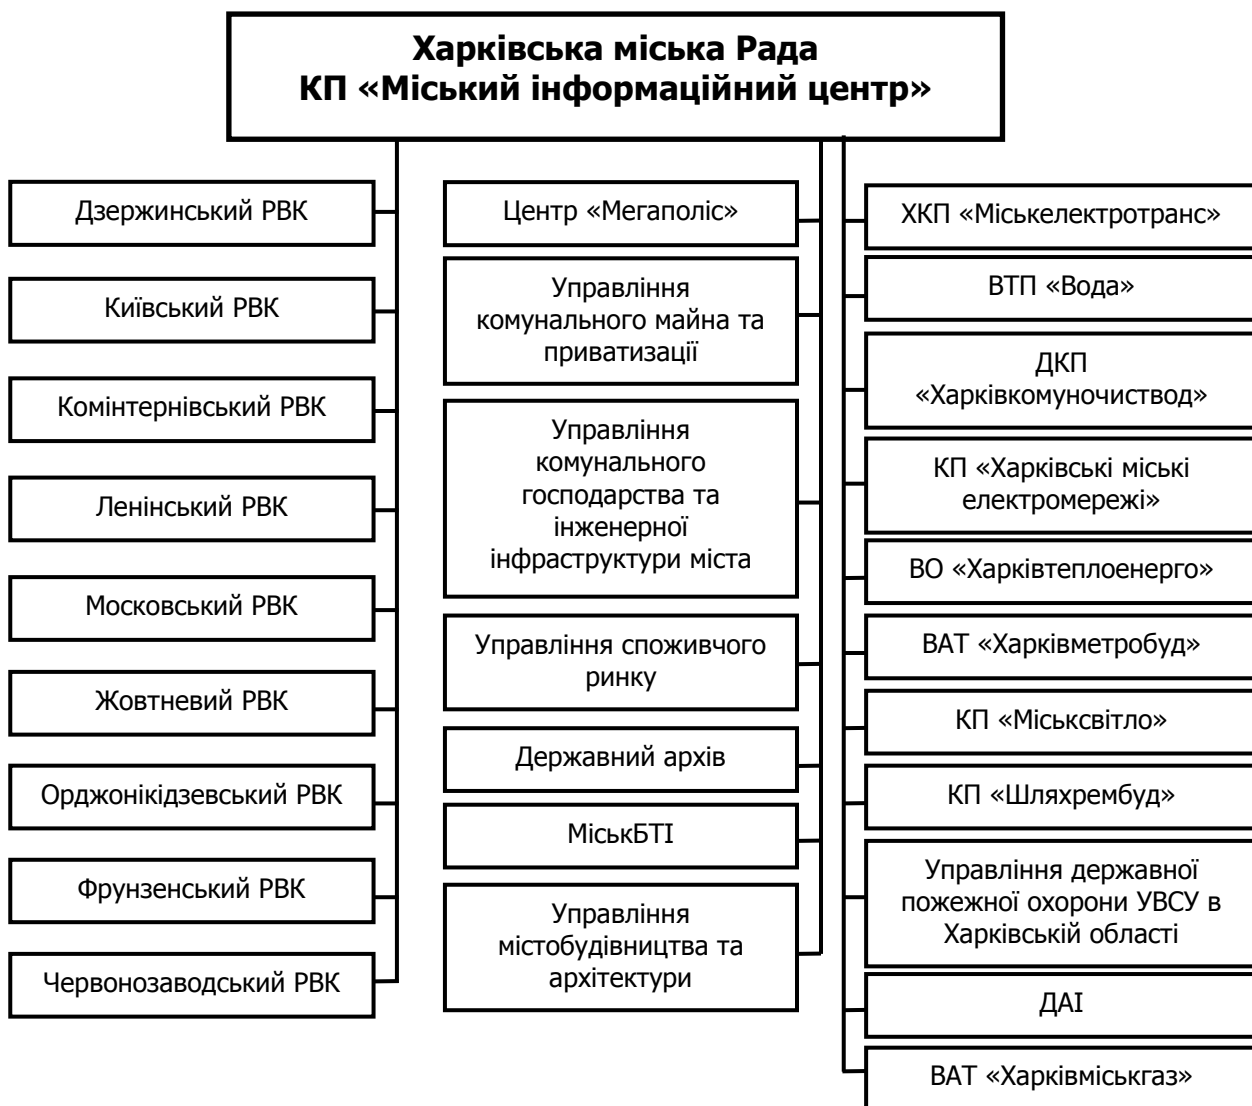 Харківська міська Рада
КП «Міський інформаційний центр»
Дзержинський РВК
Київський РВК
Комінтернівський РВК
Ленінський РВК
Московський РВК
Жовтневий РВК
Орджонікідзевський РВК
Фрунзенський РВК
Червонозаводський РВК
Центр «Мегаполіс»
Управління
комунального майна та
приватизації
Управління
комунального
господарства та
інженерної
інфраструктури міста
Управління споживчого
ринку
Державний архів
МіськБТІ
Управління
містобудівництва та
архітектури
ХКП «Міськелектротранс»
ВТП «Вода»
ДКП
«Харківкомуночиствод»
КП «Харківські міські
електромережі»
ВО «Харківтеплоенерго»
ВАТ «Харківметробуд»
КП «Міськсвітло»
КП «Шляхрембуд»
Управління державної
пожежної охорони УВСУ в
Харківській області
ДАІ
ВАТ «Харківміськгаз»